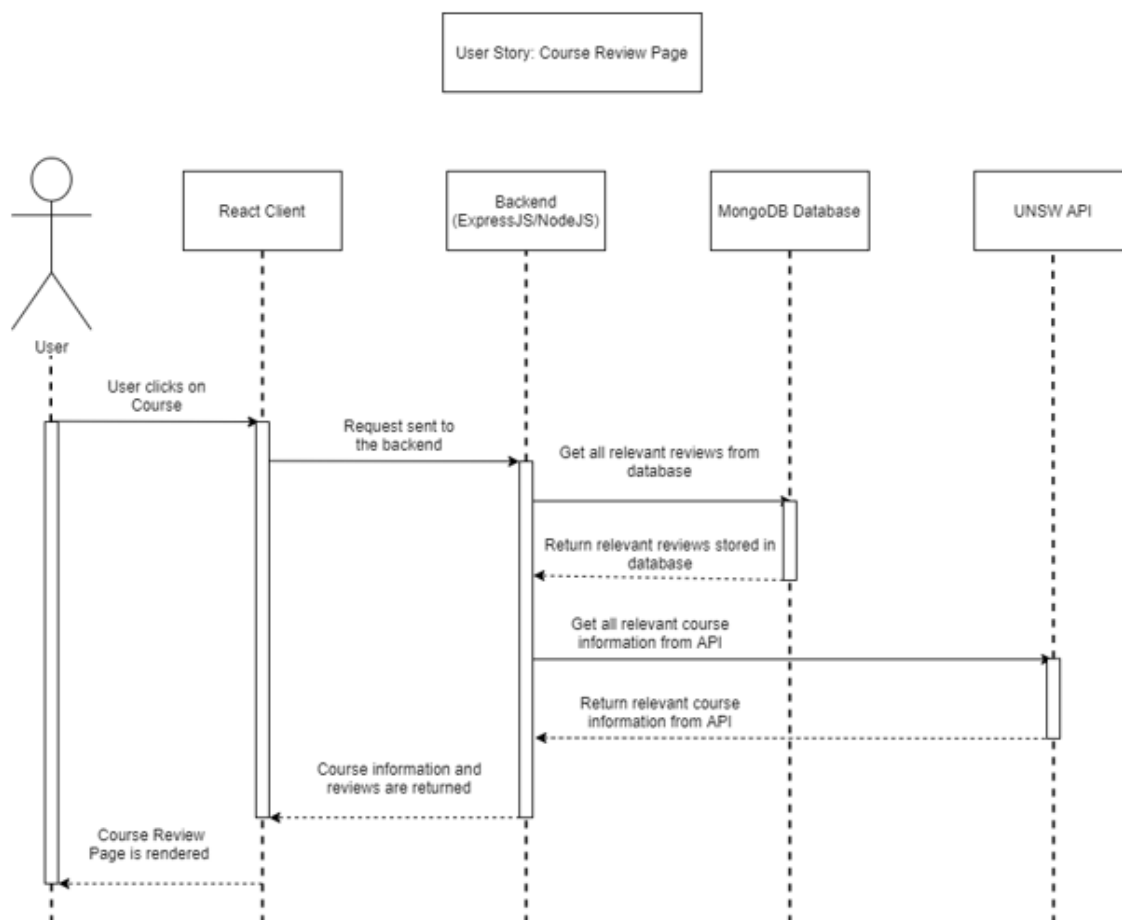 User Story: Course Review Page
React Client
Backend
(ExpressJS/NodeJS)
MongoDB Database
UNSW API
User
User clicks on
Course
Request sent to
the backend
Get all relevant reviews from
database
Return relevant reviews stored in
database
Get all relevant course
information from API
Return relevant course
information from API
Course information and
reviews are returned
Course Review
Page is rendered